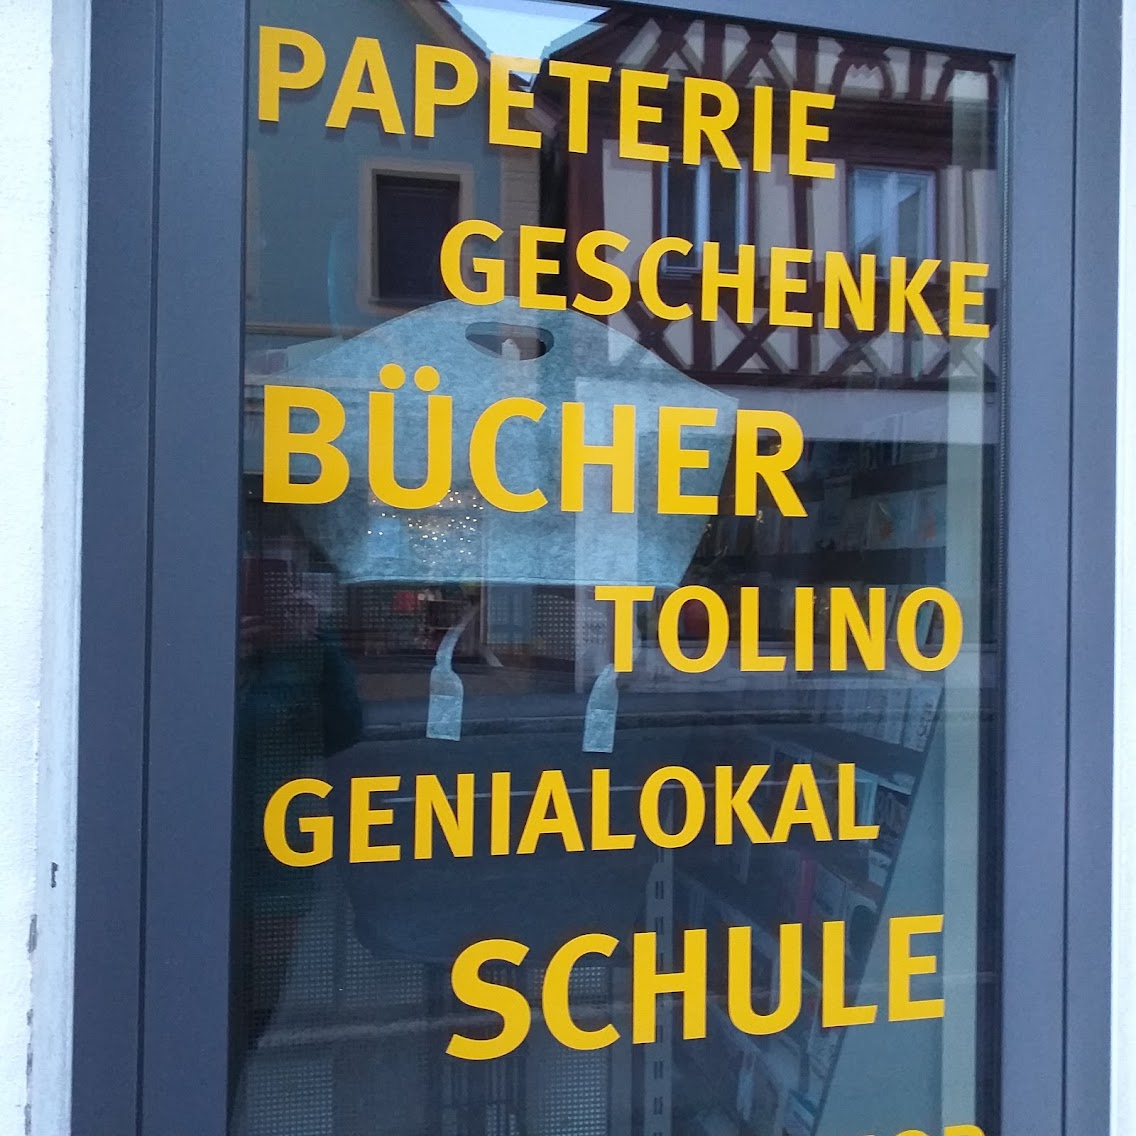 PAPETERIE
GESCHENKE
BÜCHER
TOLINO
GENIALOKAL
SCHULE